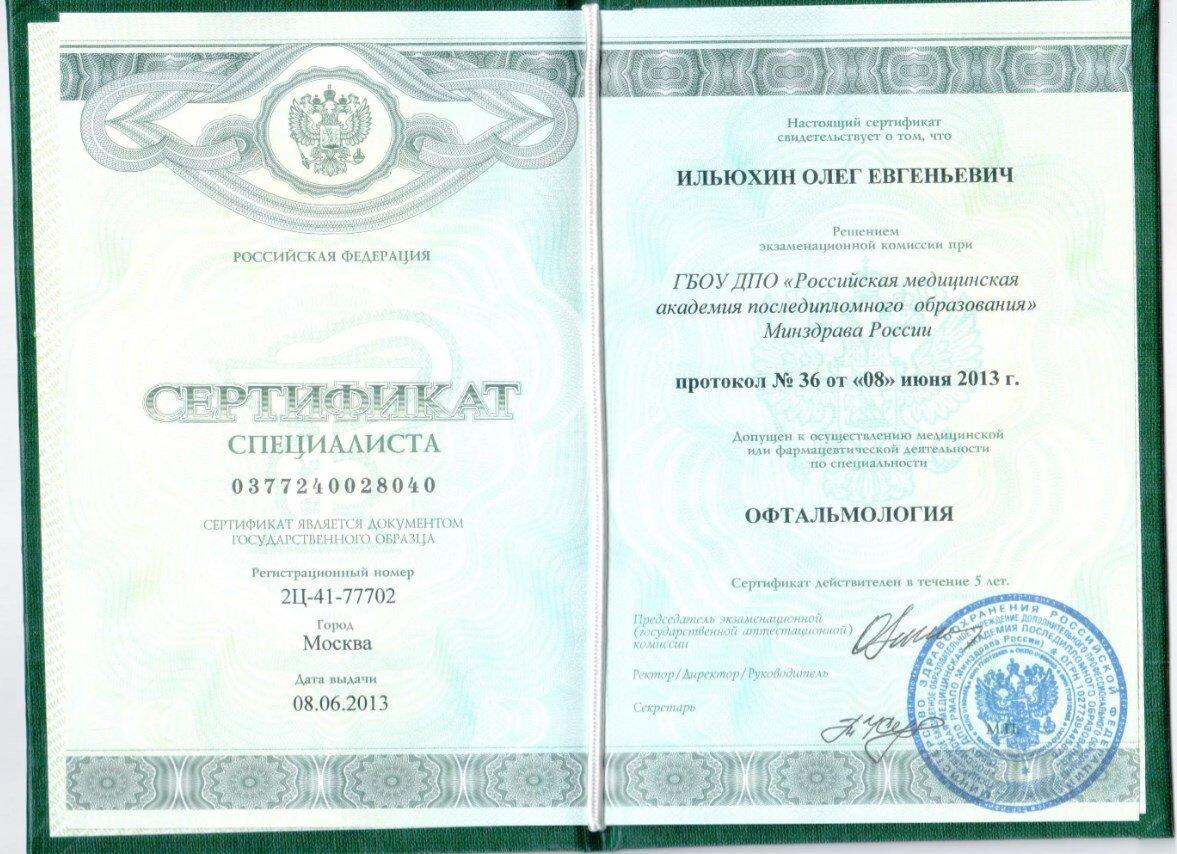 РОССИЙСКАЯ ФЕДЕРАЦИЯ
СЕРТИФИКАТ
СПЕЦИАЛИСТА
0377240028040
СЕРТИФИКАТ ЯВЛЯЕТСЯ ДОКУМЕНТОМ
ГОСУДАРСТВЕННОГО ОБРАЗЦА
Регистрационный номер
2Ц-41-77702
Город
Москва
Дата выдачи
08.06.2013
Настоящий сертификат
свидетельствует о том, что
ИЛЬЮХИН ОЛЕГ ЕВГЕНЬЕВИЧ
Решением
экзаменационной комиссии при
ГБОУ ДПО «Российская медицинская
академия последипломного образования»
Минздрава России
протокол № 36 от «08» июня 2013 г.
Допущен к осуществлению медицинской
или фармацевтической деятельности
по специальности
ОФТАЛЬМОЛОГИЯ
Сертификат действителен в течение 5 лет.
Председатель экзаменационной
(государственной аттестационной)
комиссии
Ректор/Директор/Руководитель
Секретарь
М.П.
ЗДРАВООХРАНЕНИЯ РОССИЙСКОЙ ФЕДЕРАЦИИ